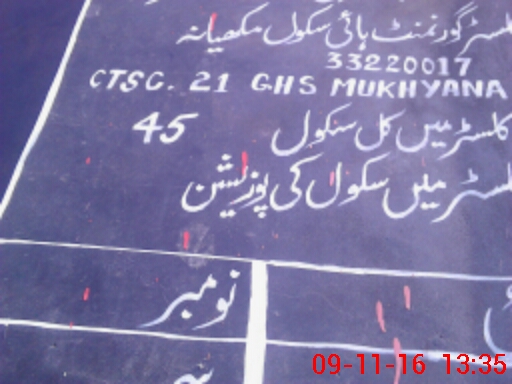 کلسٹر گورنمنٹ ہائی سکول مکھیانہ
33220017
CTSC. 21 GHS MUKHYANA
کلسٹر میں کل سکول 45
کلسٹر میں سکول کی پوزیشن
نومبر
09-11-16 13:35